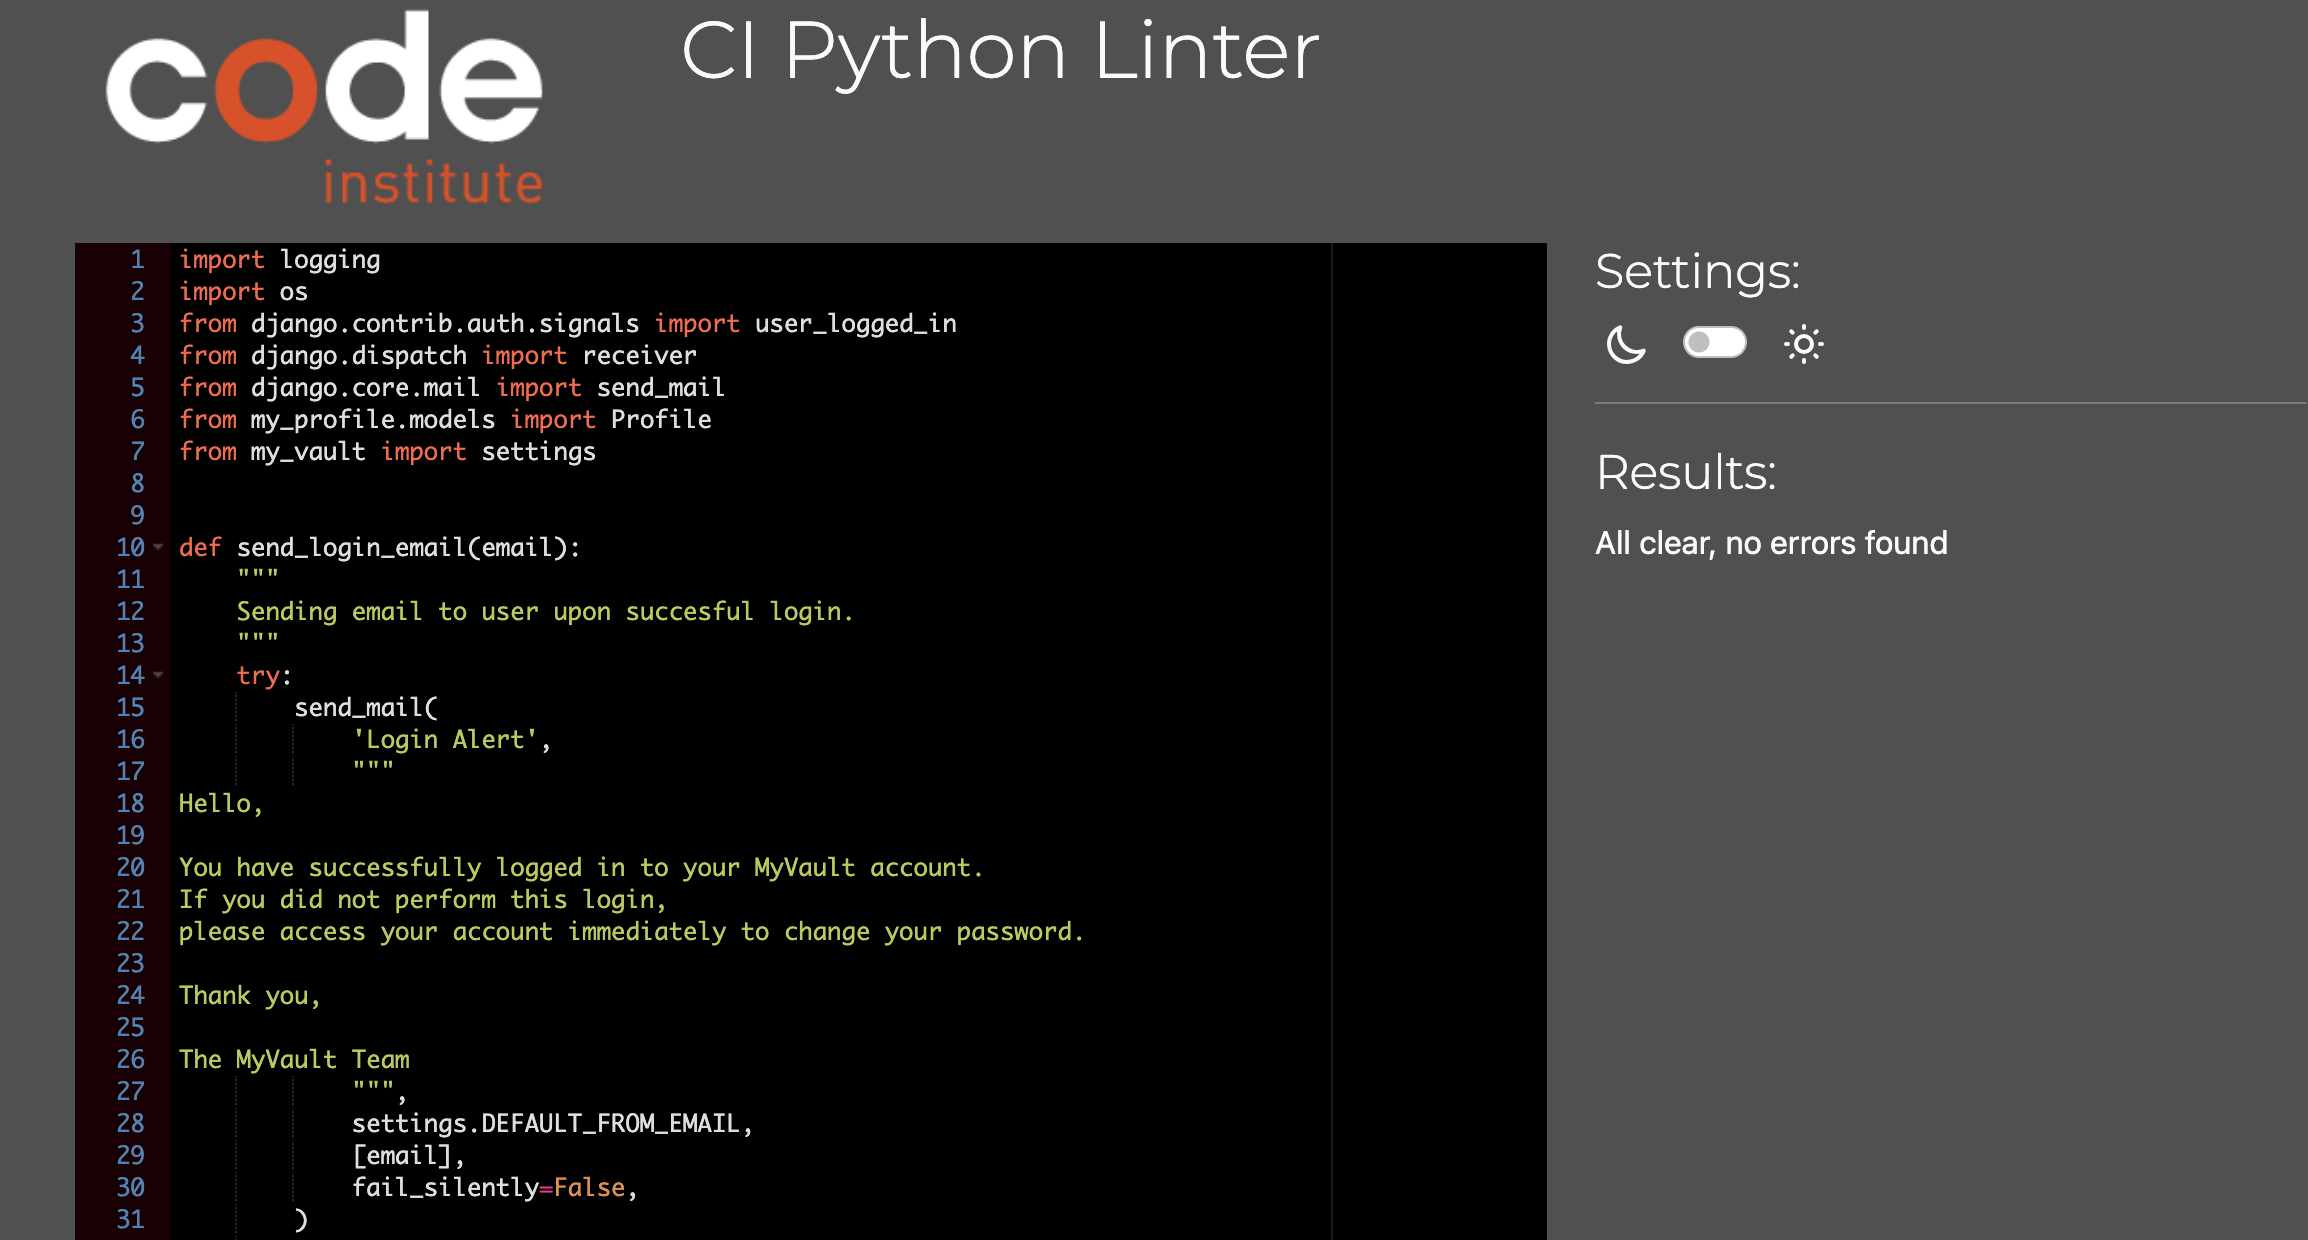 code
institute
CI Python Linter
1 import logging
2 import os
3 from django.contrib.auth.signals import user_logged_in
4 from django.dispatch import receiver
5 from django.core.mail import send_mail
6 from my_profile.models import Profile
7 from my_vault import settings
8
9
10 def send_login_email(email):
11     """
12     Sending email to user upon succesful login.
13     """
14     try:
15         send_mail(
16             'Login Alert',
17             """
18 Hello,
19
20 You have successfully logged in to your MyVault account.
21 If you did not perform this login,
22 please access your account immediately to change your password.
23
24 Thank you,
25
26 The MyVault Team
27             """,
28             settings.DEFAULT_FROM_EMAIL,
29             [email],
30             fail_silently=False,
31         )
Settings:
Results:
All clear, no errors found